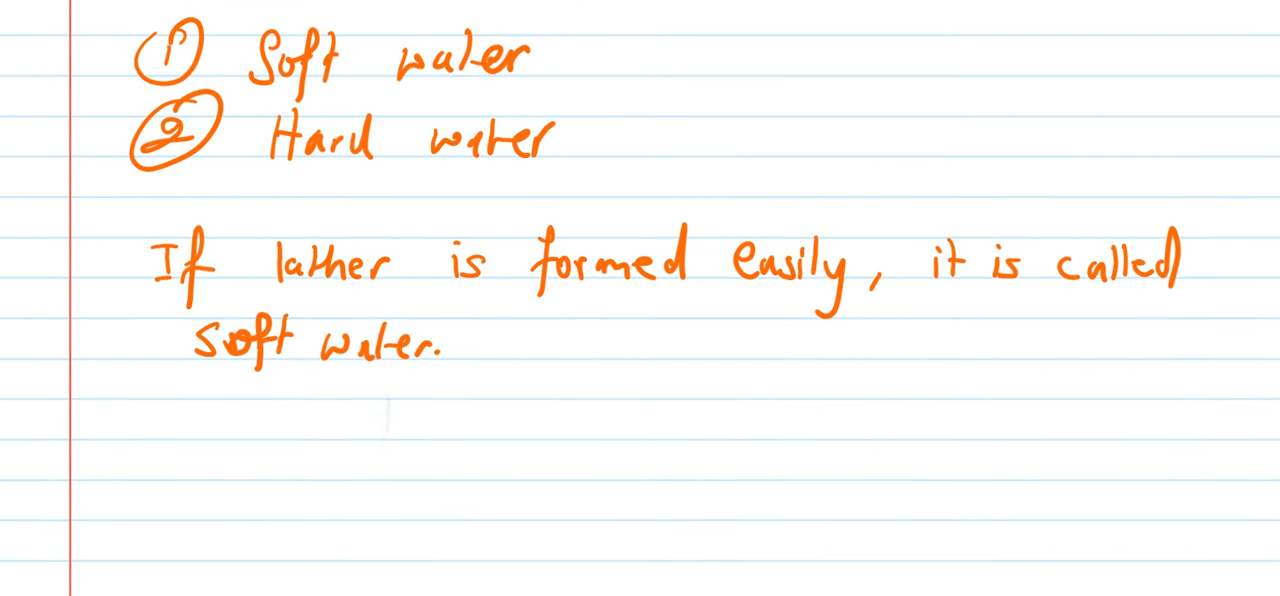 ① Soft water
② Hard water
If lather is formed easily, it is called
soft water.